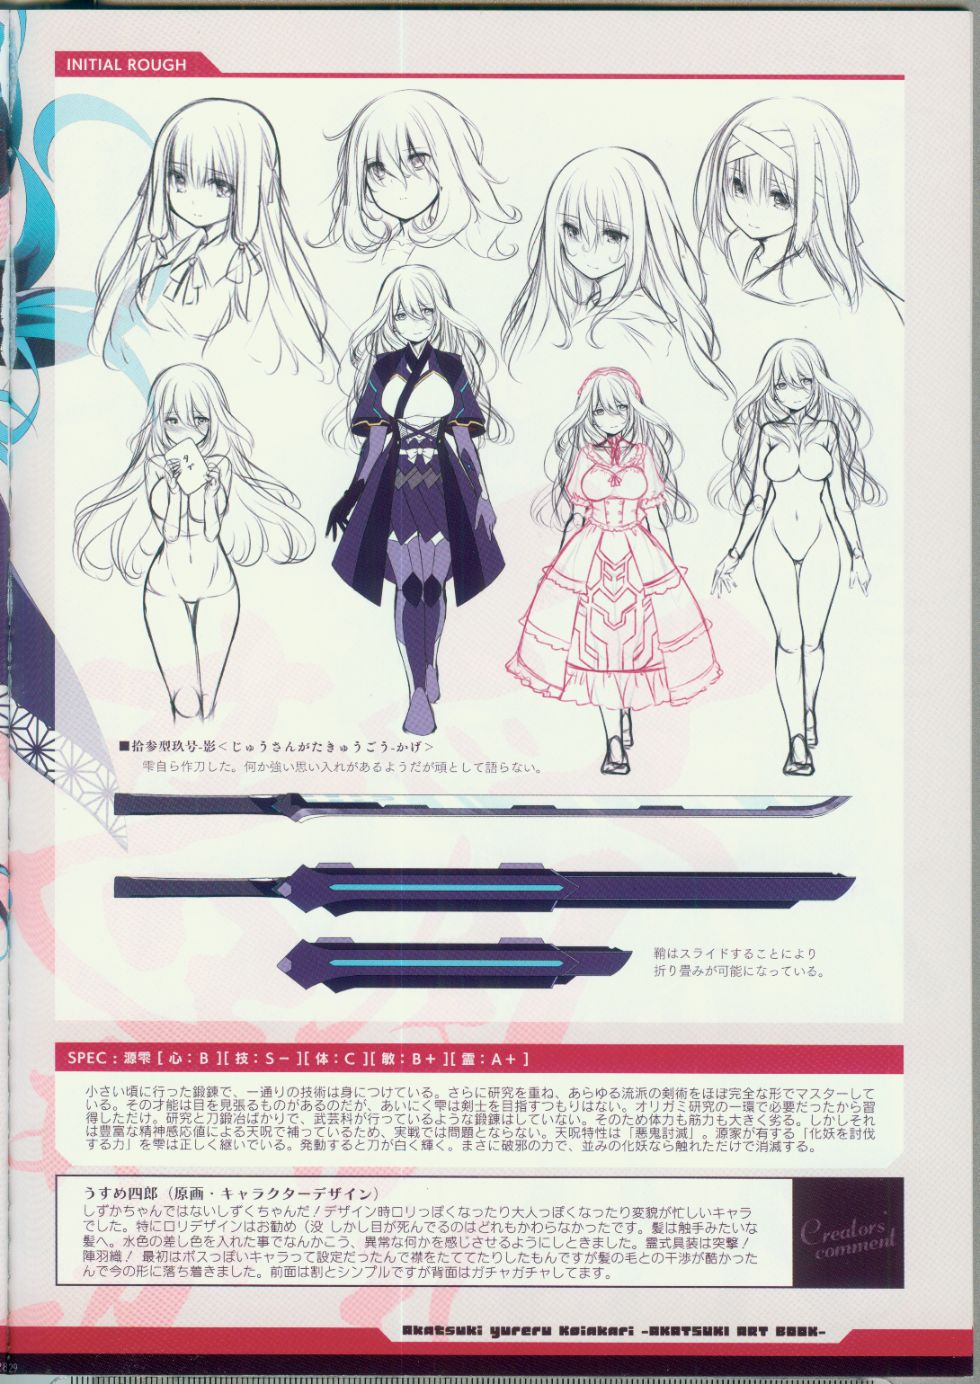 INITIAL ROUGH
■拾参型玖号-影<じゅうさんがたきゅうごう-かげ>
雫自ら作刀した。何か強い思い入れがあるようだが頑として語らない。
鞘はスライドすることにより
折り畳みが可能になっている。
SPEC：源雫 [ 心：B ][ 技：S－ ][ 体：C ][ 敏：B+ ][ 霊：A+ ]
小さい頃に行った鍛錬で、一通りの技術は身につけている。さらに研究を重ね、あらゆる流派の剣術をほぼ完全な形でマスターして
いる。その才能は目を見張るものがあるのだが、あいにく雫は剣士を目指すつもりはない。オリガミ研究の一環で必要だったから習
得しただけ。研究と刀鍛冶ばかりで、武芸科が行っているような鍛錬はしていない。そのため体力も筋力も大きく劣る。しかしそれ
は豊富な精神感応値による天呪で補っているため、実戦では問題とならない。天呪特性は「悪鬼討滅」。源家が有する「化妖を討伐
する力」を雫は正しく継いでいる。発動すると刀が白く輝く。まさに破邪の力で、並みの化妖なら触れただけで消滅する。
うすめ四郎（原画・キャラクターデザイン）
しずかちゃんではないしずくちゃんだ！デザイン時ロリっぽくなったり大人っぽくなったり変貌が忙しいキャラ
でした。特にロリデザインはお勧め（没 しかし目が死んでるのはどれもかわらなかったです。髪は触手みたいな
髪へ。水色の差し色を入れた事でなんかこう、異常な何かを感じさせるようにしときました。霊式具装は突撃！
陣羽織！ 最初はボスっぽいキャラって設定だったんで襟をたててたりしたもんですが髪の毛との干渉が酷かった
んで今の形に落ち着きました。前面は割とシンプルですが背面はガチャガチャしてます。
Creators'
comment
Akatsuki yureru Koiakari -AKATSUKI ART BOOK-